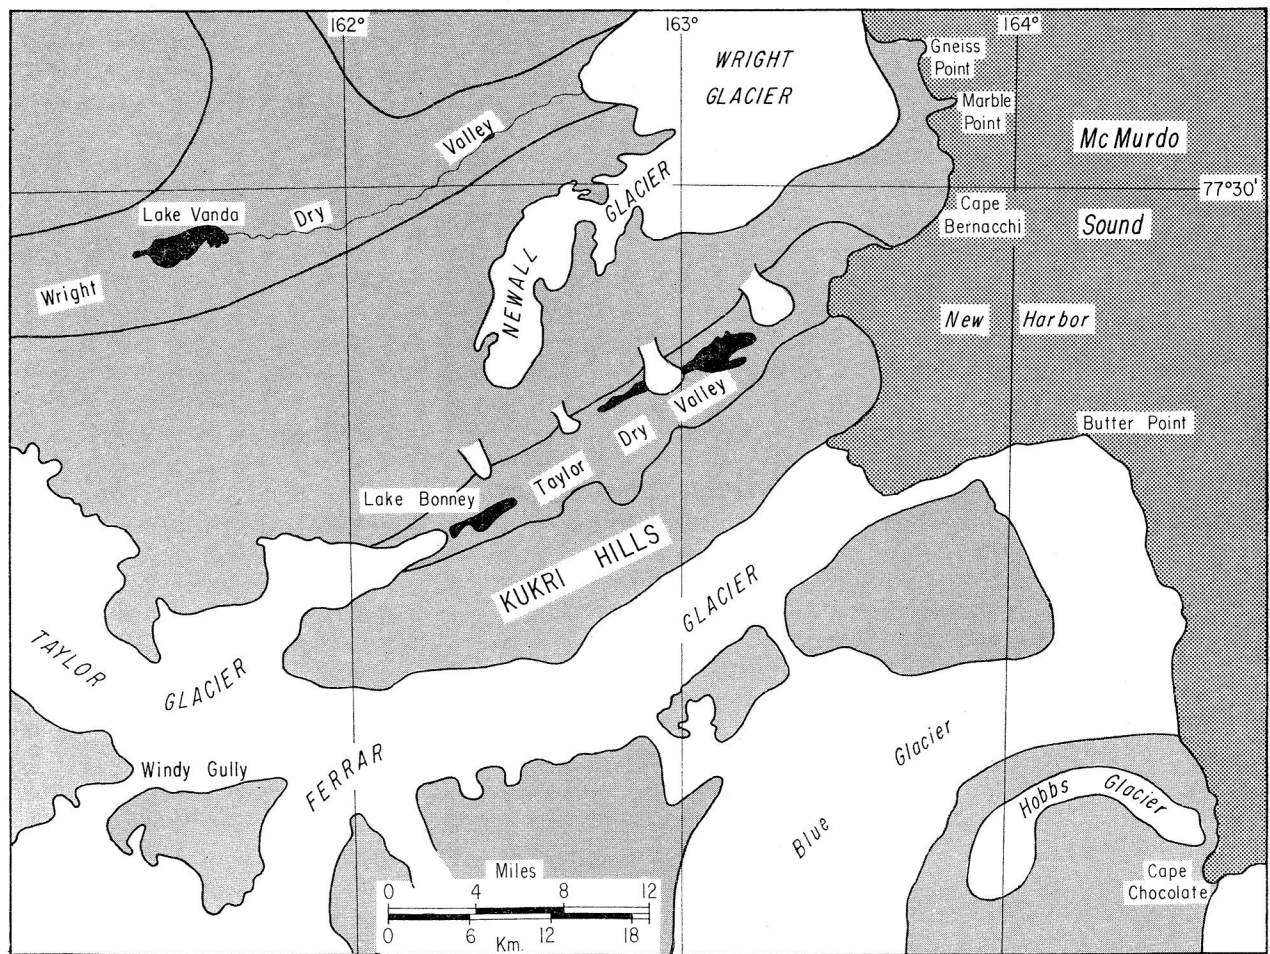 162°
163°
164°
Gneiss
Point
WRIGHT
GLACIER
Marble
Point
Valley
McMurdo
GLACIER
77°30'
Lake Vanda
Dry
Cape
Bernacchi
Sound
Wright
NEWALL
New Harbor
Valley
Butter Point
Dry
Taylor
Lake Bonney
KUKRI HILLS
GLACIER
TAYLOR
GLACIER
Glacier
Windy Gully
FERRAR
Hobbs Glacier
Blue
Cape
Chocolate
Miles
0 4 8 12
0 6 12 18
Km.